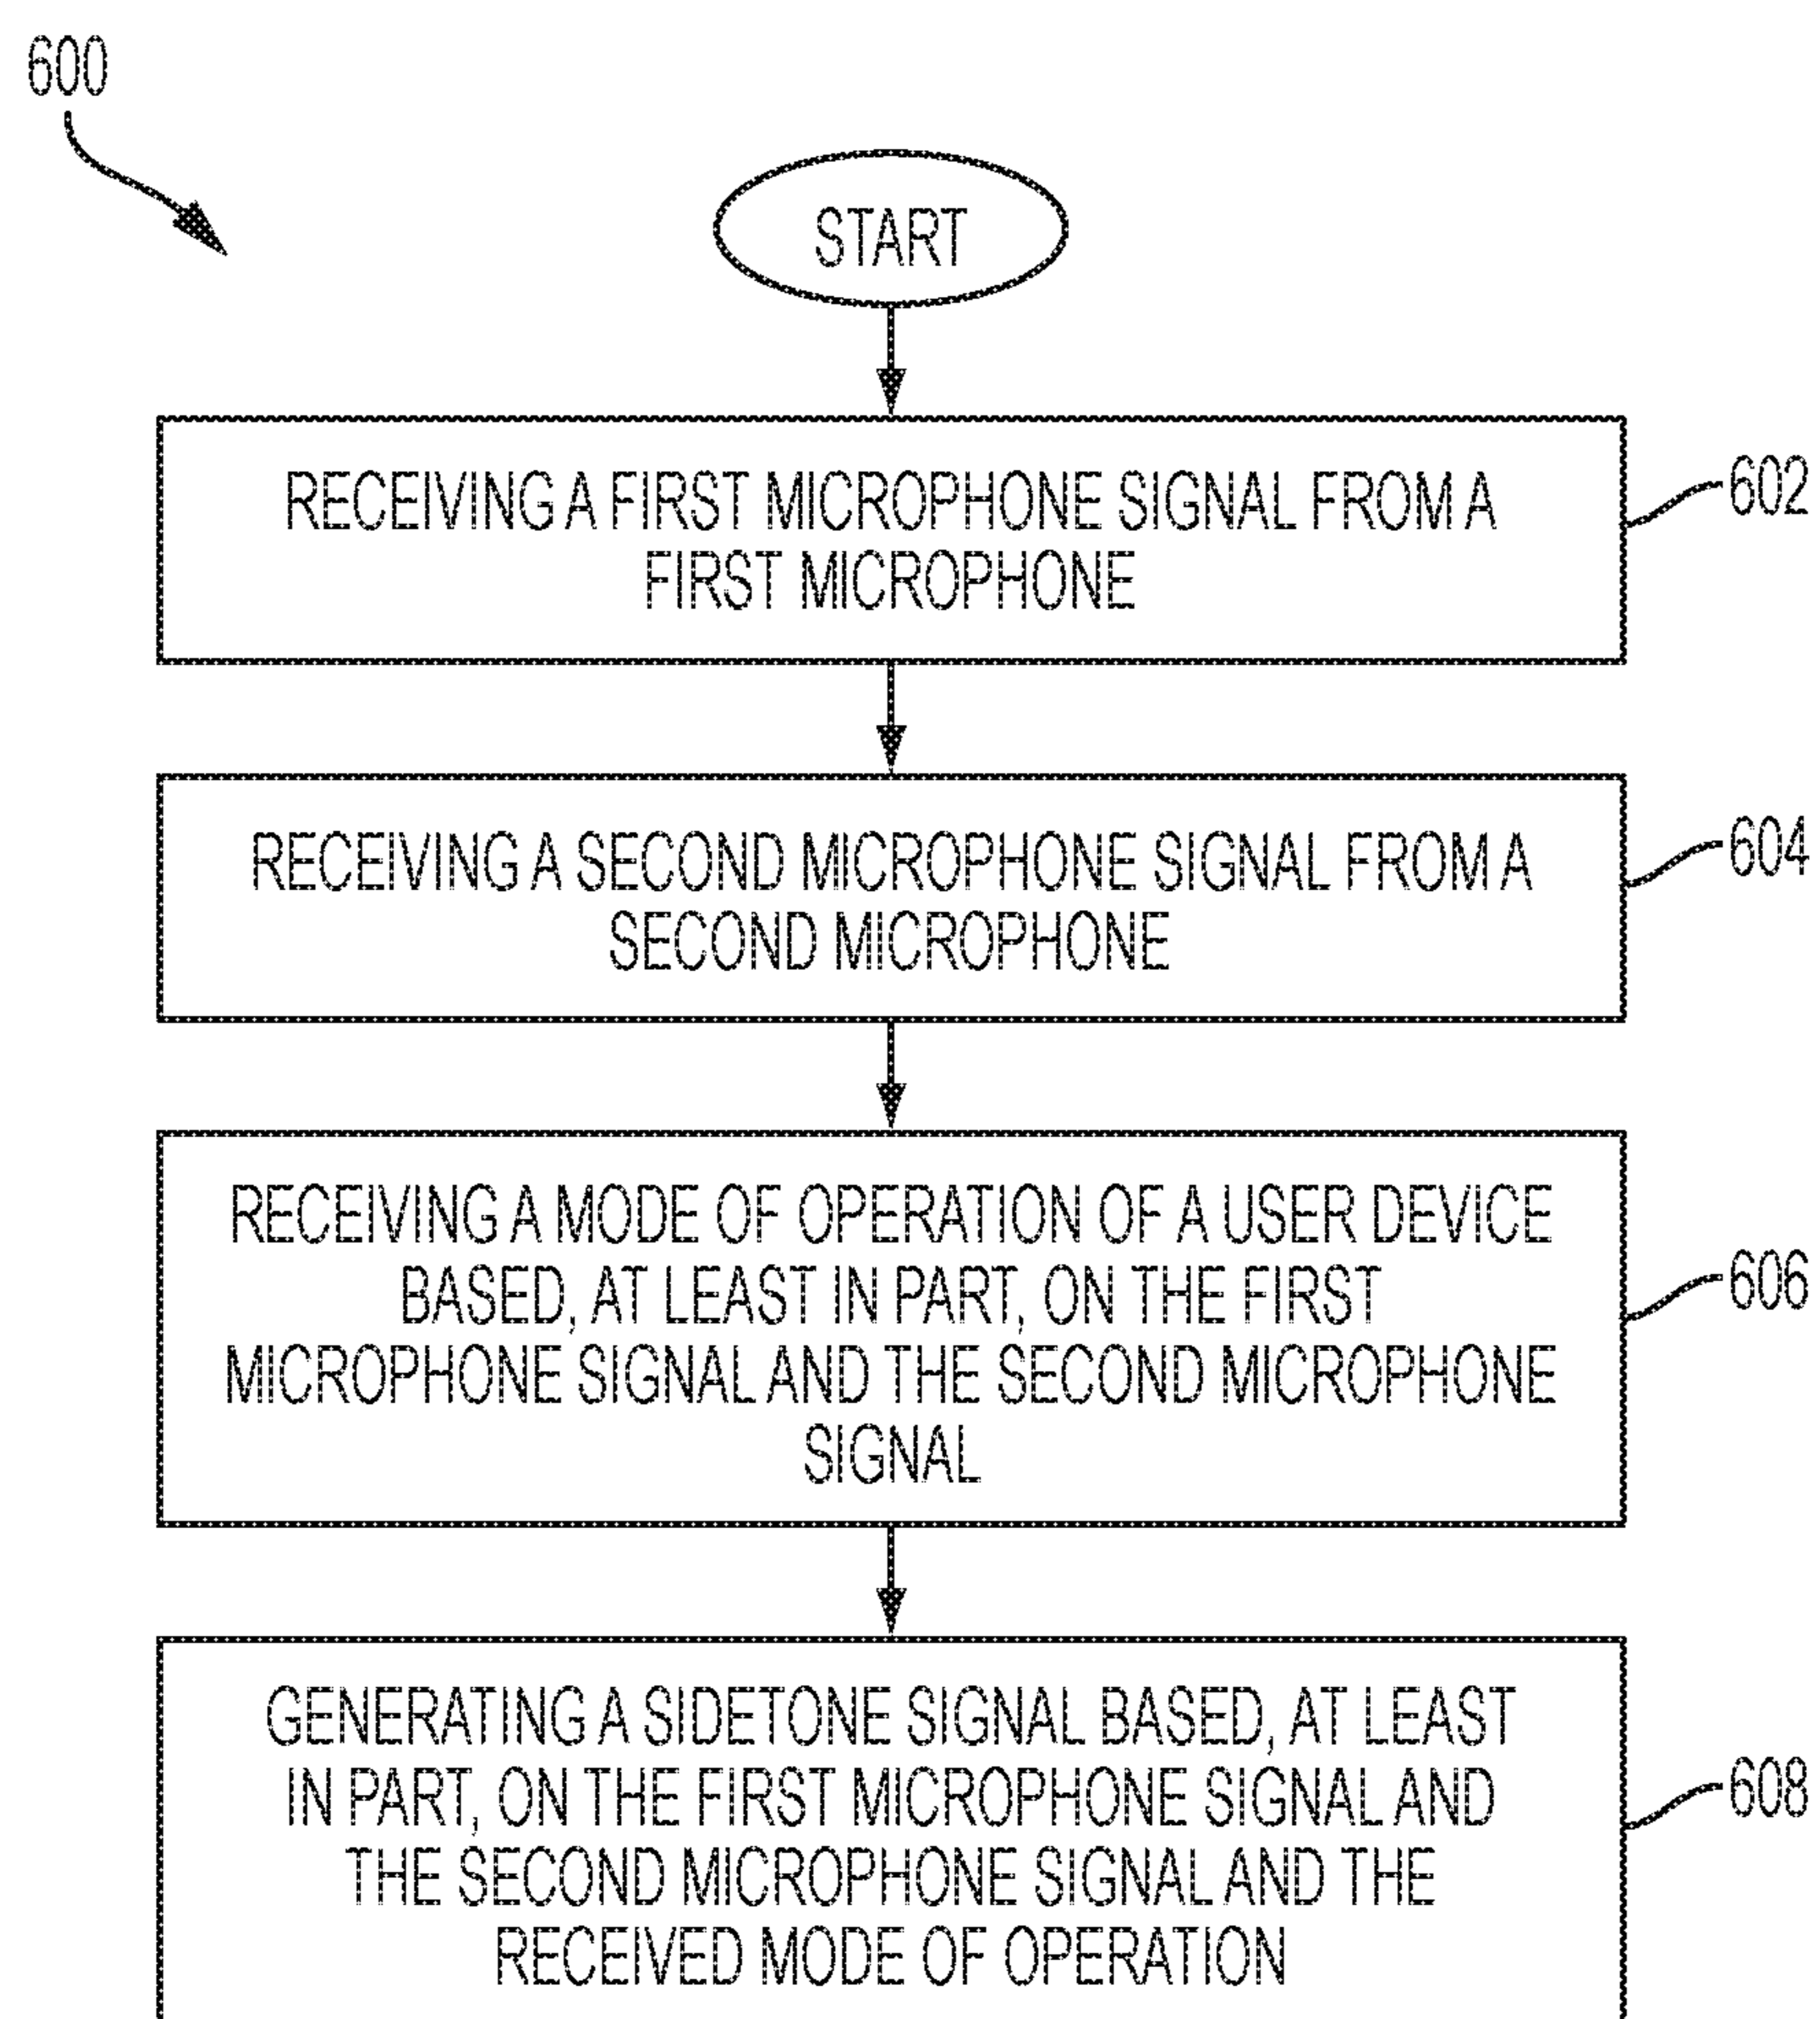 600
START
RECEIVING A FIRST MICROPHONE SIGNAL FROM A
FIRST MICROPHONE
602
RECEIVING A SECOND MICROPHONE SIGNAL FROM A
SECOND MICROPHONE
604
RECEIVING A MODE OF OPERATION OF A USER DEVICE
BASED, AT LEAST IN PART, ON THE FIRST
MICROPHONE SIGNAL AND THE SECOND MICROPHONE
SIGNAL
606
GENERATING A SIDETONE SIGNAL BASED, AT LEAST
IN PART, ON THE FIRST MICROPHONE SIGNAL AND
THE SECOND MICROPHONE SIGNAL AND THE
RECEIVED MODE OF OPERATION
608